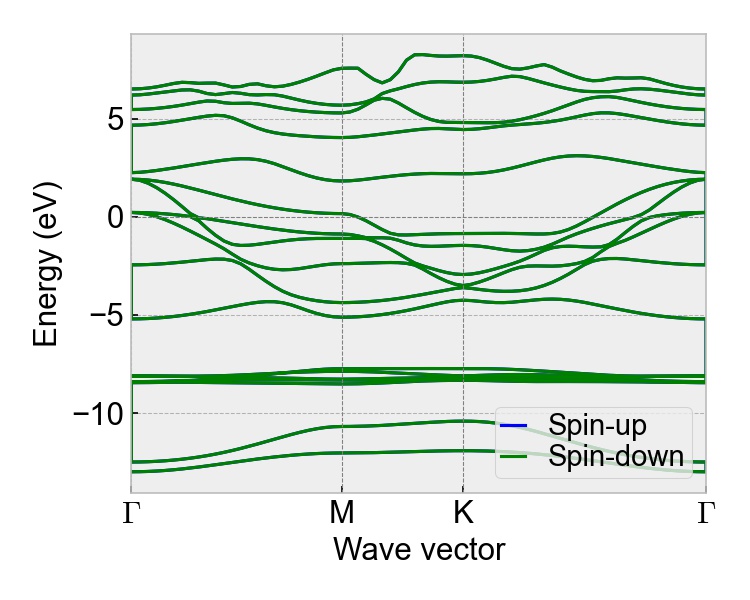 5
0
−5
−10
Energy (eV)
Spin-up
Spin-down
Γ M K Γ
Wave vector